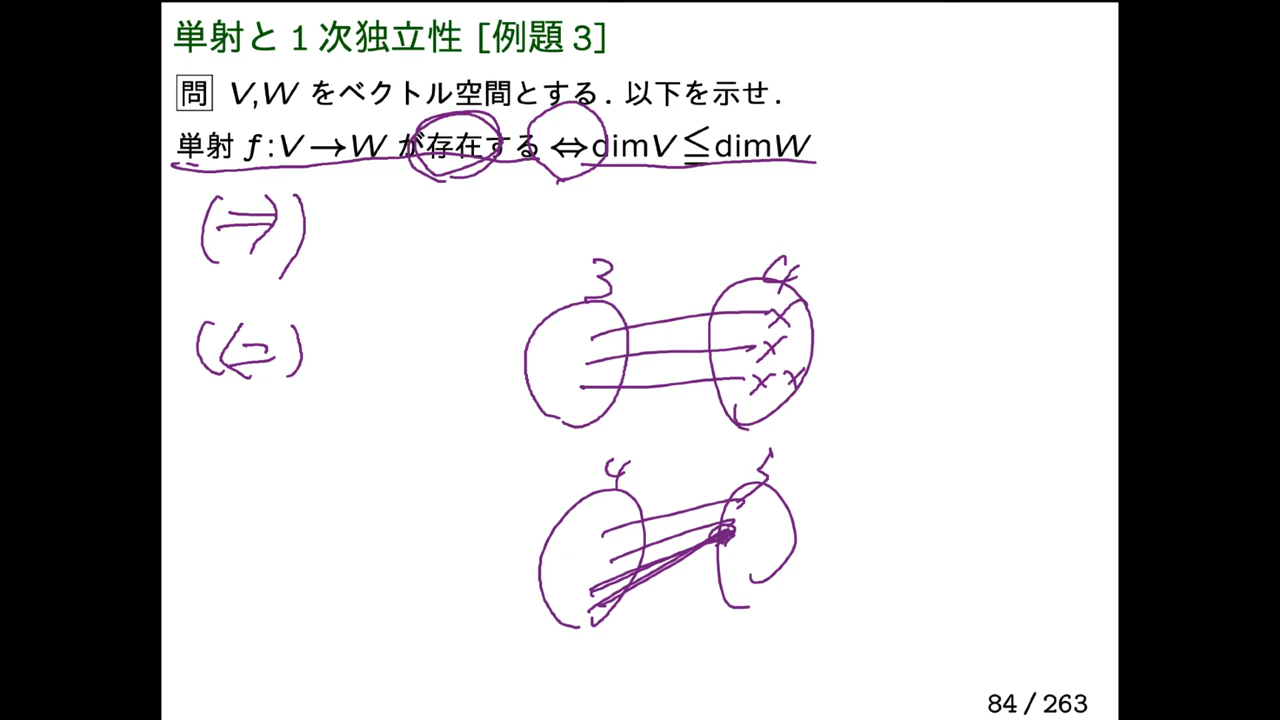 単射と1次独立性 [例題3]
問 V,W をベクトル空間とする. 以下を示せ.
単射 f:V→W が存在する ⇔dimV≦dimW
(⇒)
(⇐)
3 4
× × × ×
4 5
84 / 263